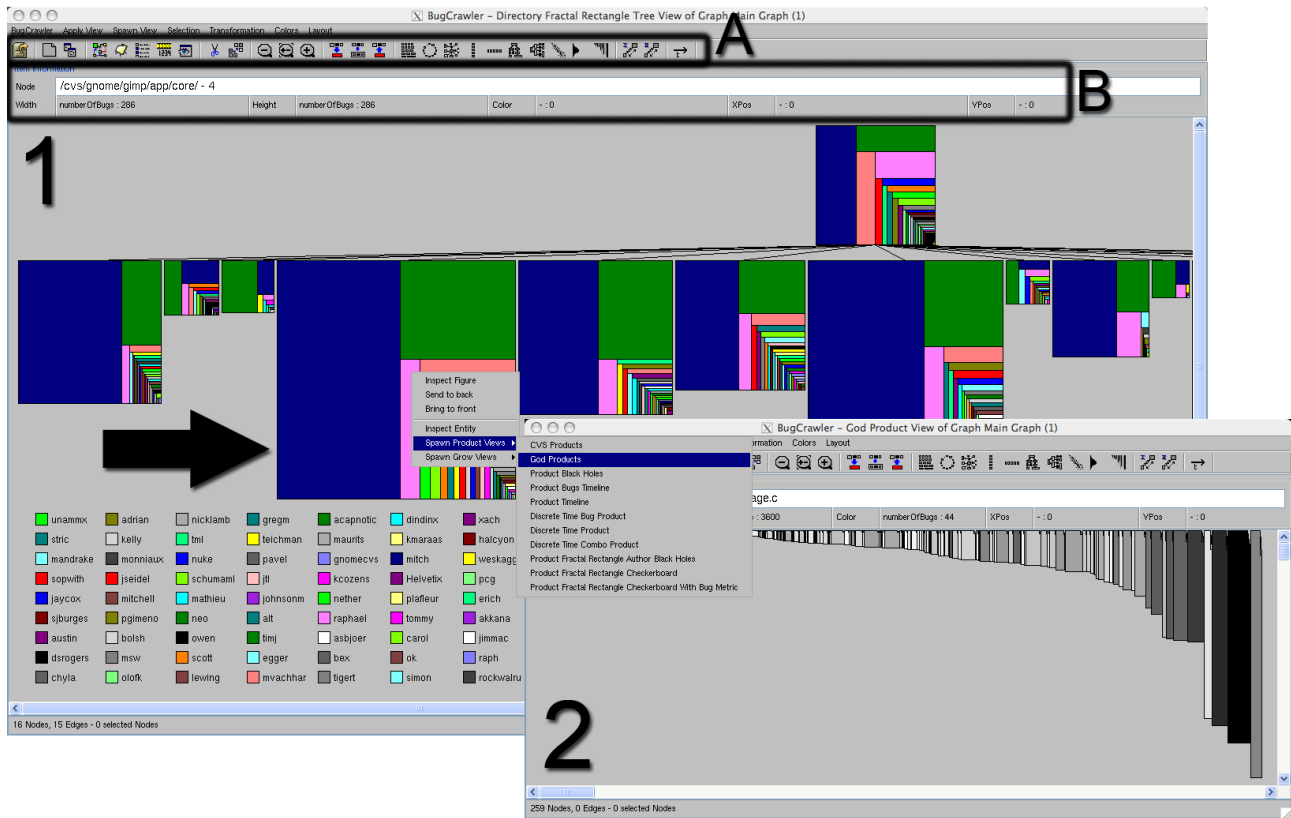 BugCrawler – Directory Fractal Rectangle Tree View of Graph Main Graph (1)
BugCrawler Apply View Spawn View Selection Transformation Colors Layout
A
Item Information
Node /cvs/gnome/gimp/app/core/ - 4
Width numberOfBugs : 286 Height numberOfBugs : 286 Color - : 0 XPos - : 0 YPos - : 0
B
1
Inspect Figure
Send to back
Bring to front
Inspect Entity
Spawn Product Views
Spawn Grow Views
BugCrawler – God Product View of Graph Main Graph (1)
Colors Layout
CVS Products
God Products
Product Black Holes
Product Bugs Timeline
Product Timeline
Discrete Time Bug Product
Discrete Time Product
Discrete Time Combo Product
Product Fractal Rectangle Author Black Holes
Product Fractal Rectangle Checkerboard
Product Fractal Rectangle Checkerboard With Bug Metric
age.c
: 3600 Color numberOfBugs : 44 XPos - : 0 YPos - : 0
unammx adrian nicklamb gregm acapnotic dindinx xach
stric kelly tml teichman maurits kmaraas halcyon
mandrake monniaux nuke pavel gnomecvs mitch weskagg
sopwith jseidel schumaml jtl kcozens Helvetix pcg
jaycox mitchell mathieu johnsonm nether plafleur erich
sjburges pgimeno neo alt raphael tommy akkana
austin bolsh owen timj asbjoer carol jimmac
dsrogers msw scott egger bex ok raph
chyla olofk lewing mvachhar tigert simon rockwalru
16 Nodes, 15 Edges - 0 selected Nodes
2
259 Nodes, 0 Edges - 0 selected Nodes